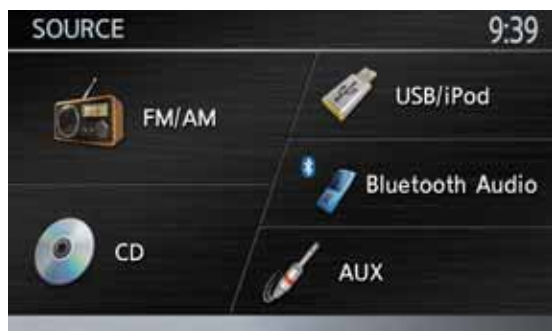 SOURCE 9:39
FM/AM
USB/iPod
Bluetooth Audio
CD
AUX